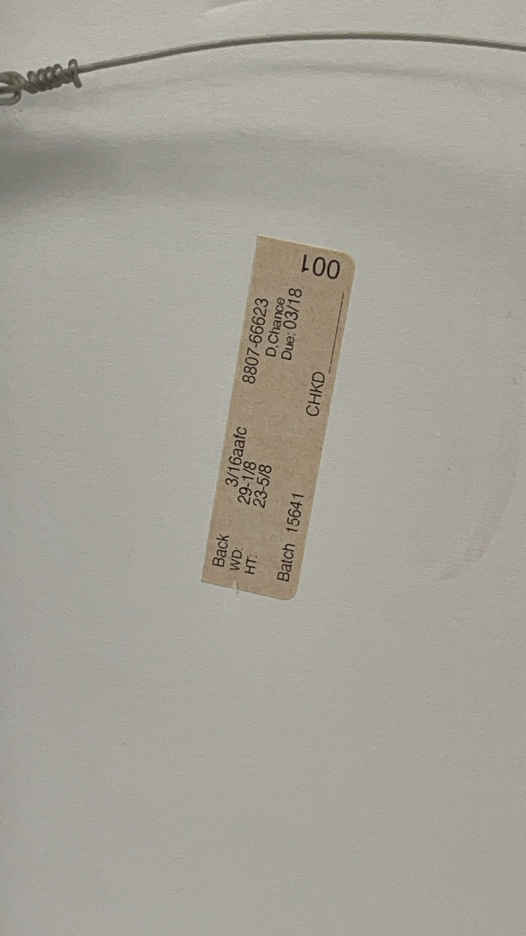 Back 3/16aafc 8807-66623
WD: 29-1/8 D.Chance
HT: 23-5/8 Due: 03/18
Batch 15641 CHKD
001